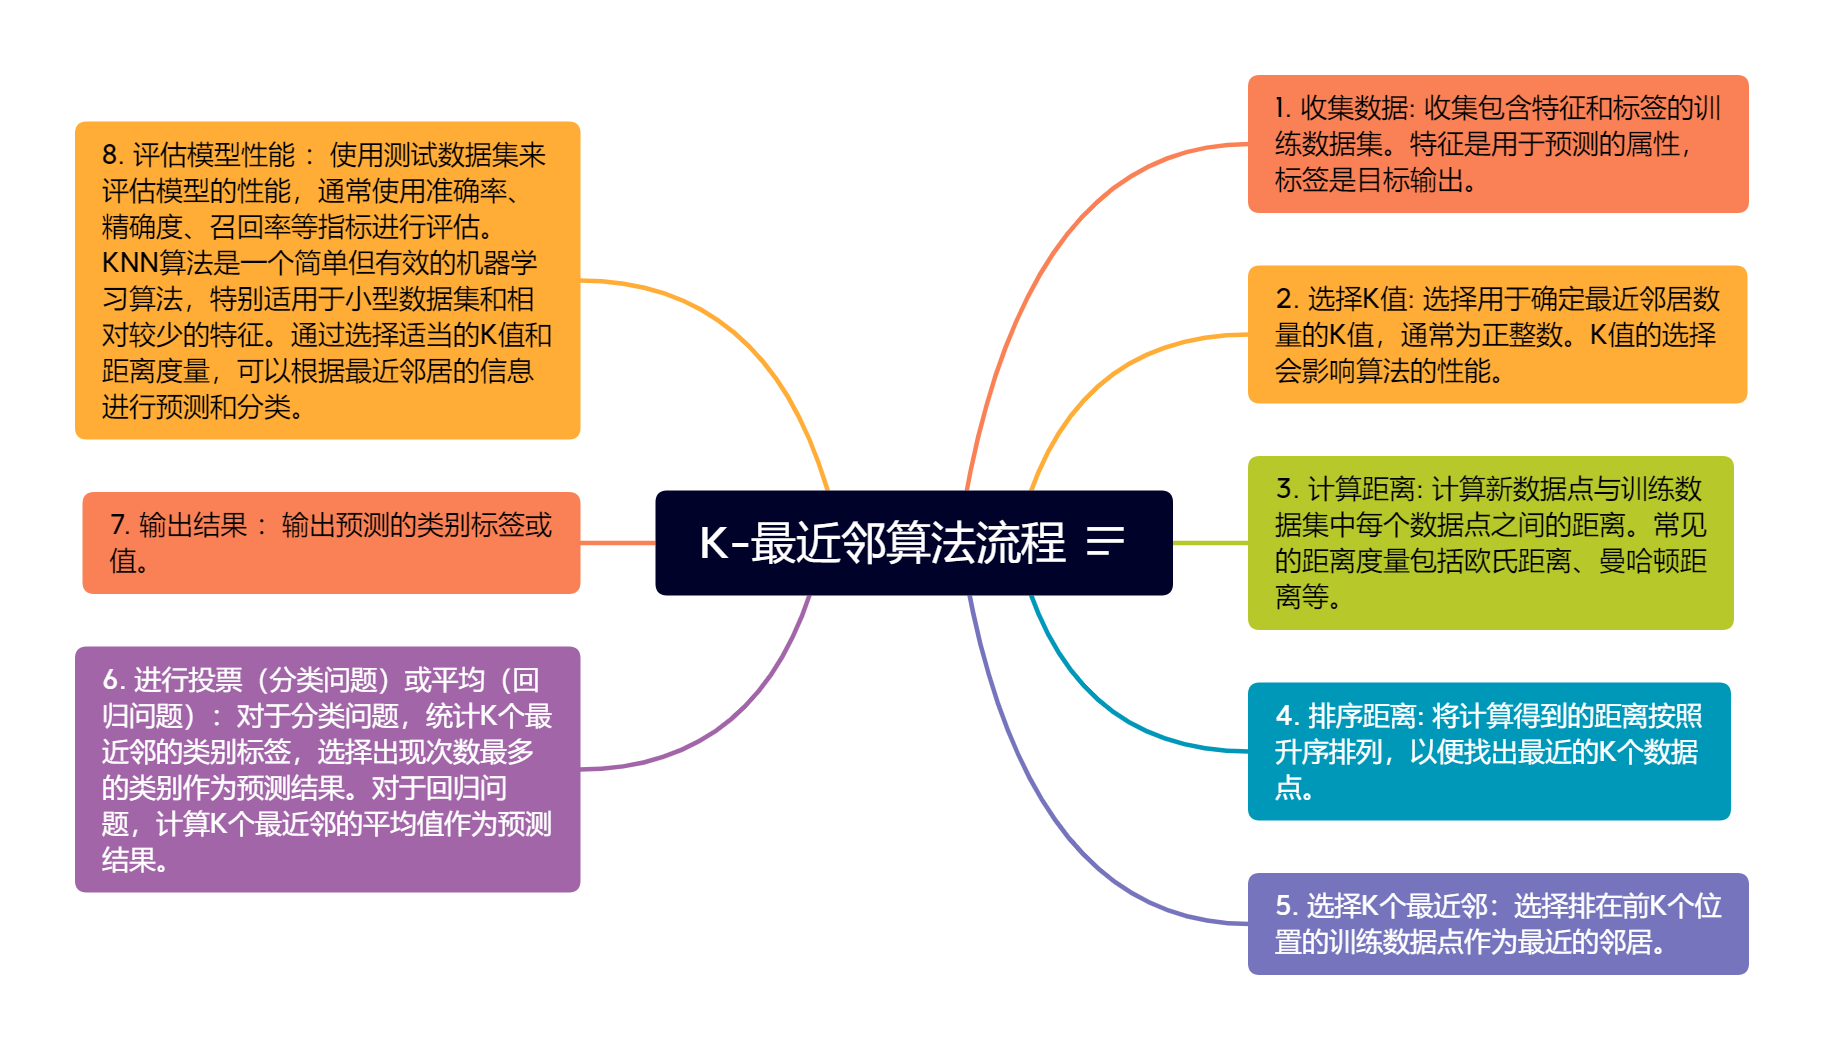 K-最近邻算法流程
1. 收集数据: 收集包含特征和标签的训
练数据集。特征是用于预测的属性，
标签是目标输出。
2. 选择K值: 选择用于确定最近邻居数
量的K值，通常为正整数。K值的选择
会影响算法的性能。
3. 计算距离: 计算新数据点与训练数
据集中每个数据点之间的距离。常见
的距离度量包括欧氏距离、曼哈顿距
离等。
4. 排序距离: 将计算得到的距离按照
升序排列，以便找出最近的K个数据
点。
5. 选择K个最近邻：选择排在前K个位
置的训练数据点作为最近的邻居。
6. 进行投票（分类问题）或平均（回
归问题）：对于分类问题，统计K个最
近邻的类别标签，选择出现次数最多
的类别作为预测结果。对于回归问
题，计算K个最近邻的平均值作为预测
结果。
7. 输出结果 ：输出预测的类别标签或
值。
8. 评估模型性能 ：使用测试数据集来
评估模型的性能，通常使用准确率、
精确度、召回率等指标进行评估。
KNN算法是一个简单但有效的机器学
习算法，特别适用于小型数据集和相
对较少的特征。通过选择适当的K值和
距离度量，可以根据最近邻居的信息
进行预测和分类。